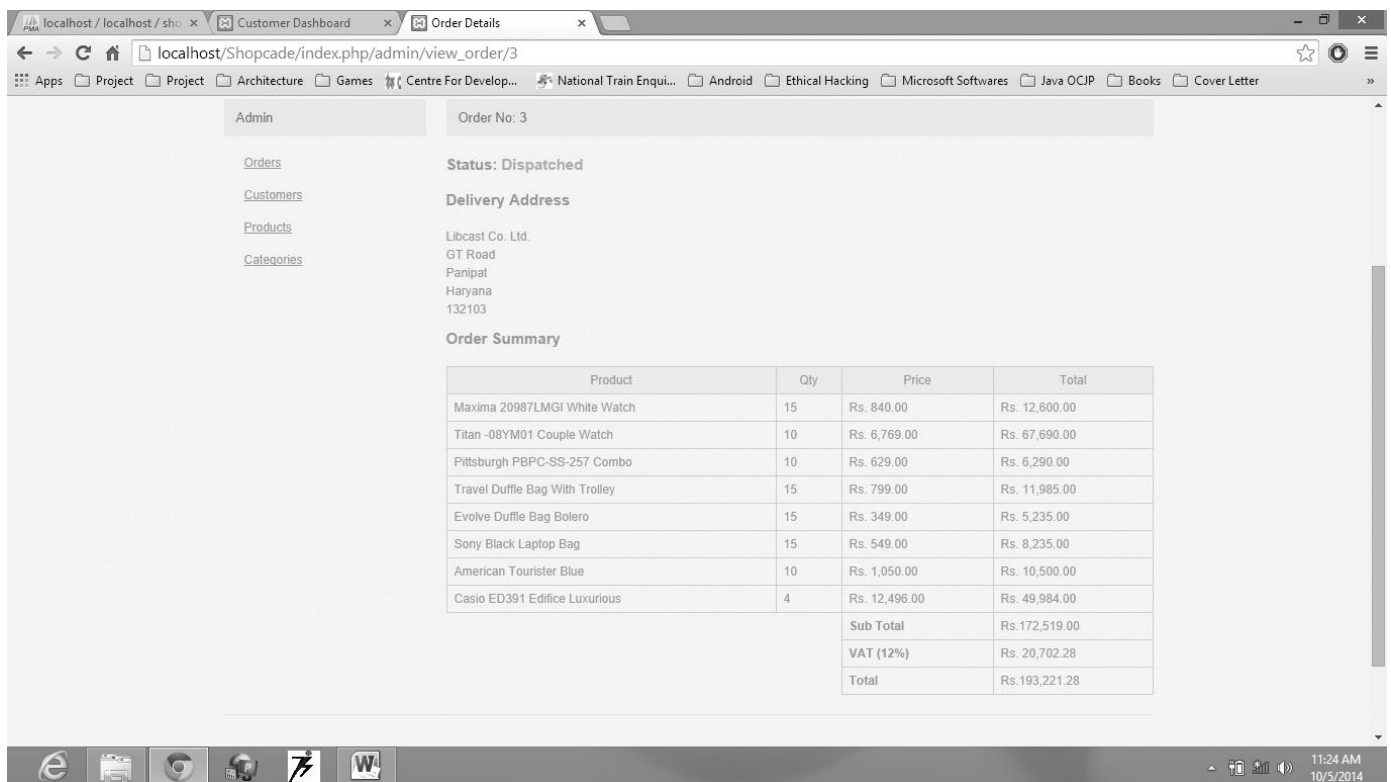 PMA localhost / localhost / sho
Customer Dashboard
Order Details
localhost/Shopcade/index.php/admin/view_order/3
Apps Project Project Architecture Games Centre For Develop... National Train Enqui... Android Ethical Hacking Microsoft Softwares Java OCJP Books Cover Letter »
Admin
Orders
Customers
Products
Categories
Order No: 3
Status: Dispatched
Delivery Address
Libcast Co. Ltd.
GT Road
Panipat
Haryana
132103
Order Summary
Product Qty Price Total
Maxima 20987LMGI White Watch 15 Rs. 840.00 Rs. 12,600.00
Titan -08YM01 Couple Watch 10 Rs. 6,769.00 Rs. 67,690.00
Pittsburgh PBPC-SS-257 Combo 10 Rs. 629.00 Rs. 6,290.00
Travel Duffle Bag With Trolley 15 Rs. 799.00 Rs. 11,985.00
Evolve Duffle Bag Bolero 15 Rs. 349.00 Rs. 5,235.00
Sony Black Laptop Bag 15 Rs. 549.00 Rs. 8,235.00
American Tourister Blue 10 Rs. 1,050.00 Rs. 10,500.00
Casio ED391 Edifice Luxurious 4 Rs. 12,496.00 Rs. 49,984.00
Sub Total Rs.172,519.00
VAT (12%) Rs. 20,702.28
Total Rs.193,221.28
11:24 AM
10/5/2014